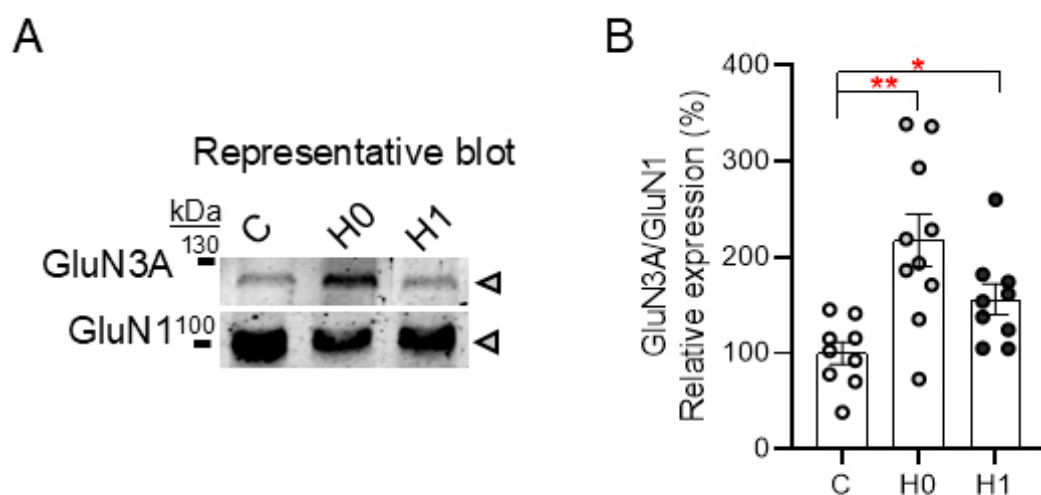 A
Representative blot
kDa
C H0 H1
130
GluN3A
GluN1 100
B
GluN3A/GluN1
Relative expression (%)
400
300
200
100
0
*
**
C H0 H1